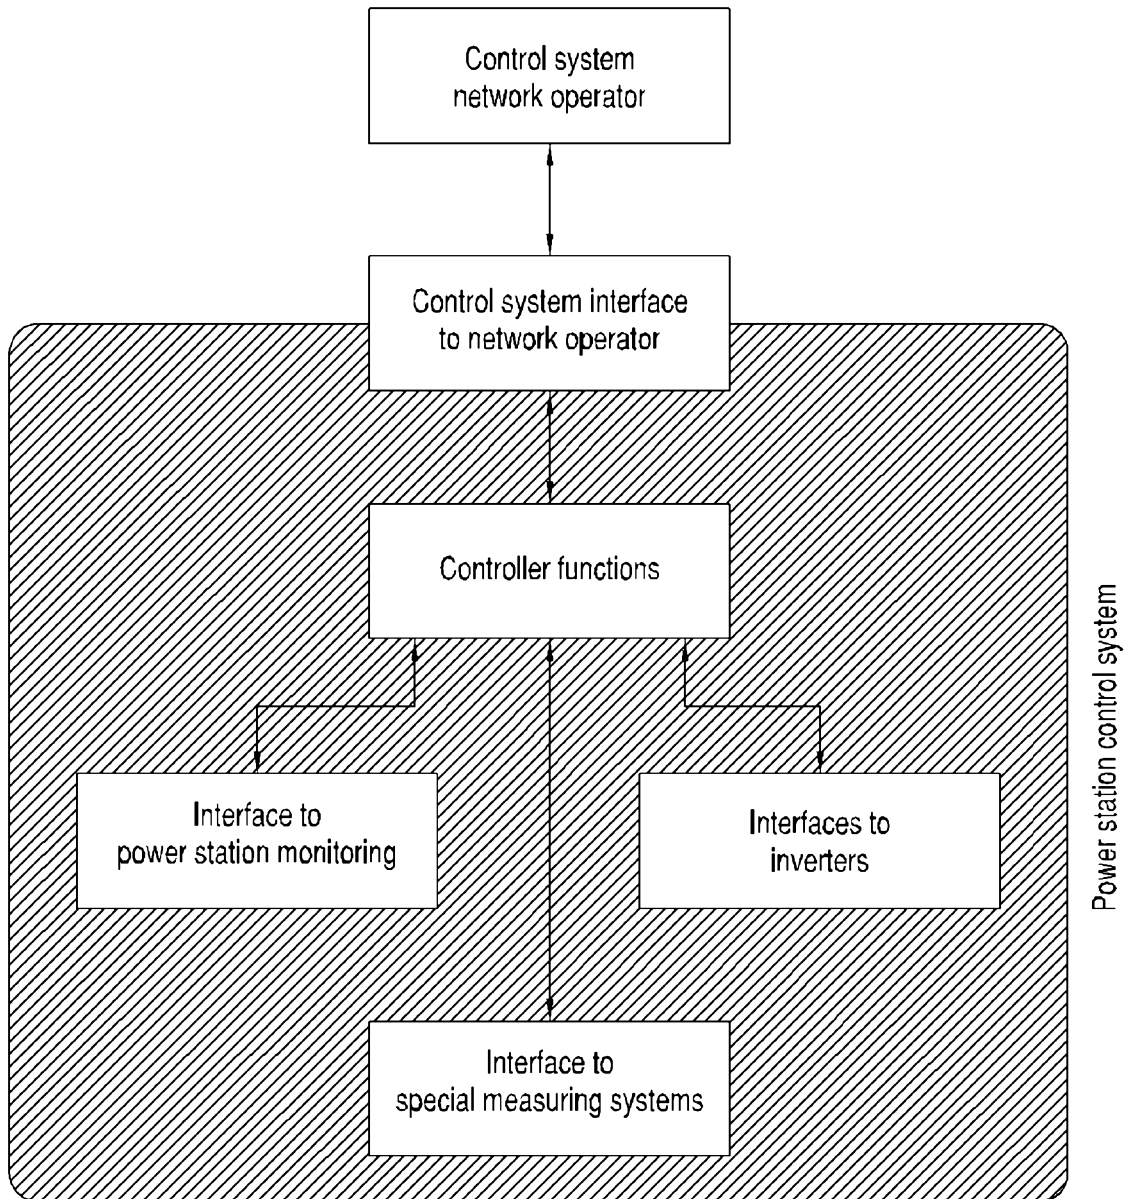 Control system
network operator
Control system interface
to network operator
Controller functions
Interface to
power station monitoring
Interfaces to
inverters
Interface to
special measuring systems
Power station control system